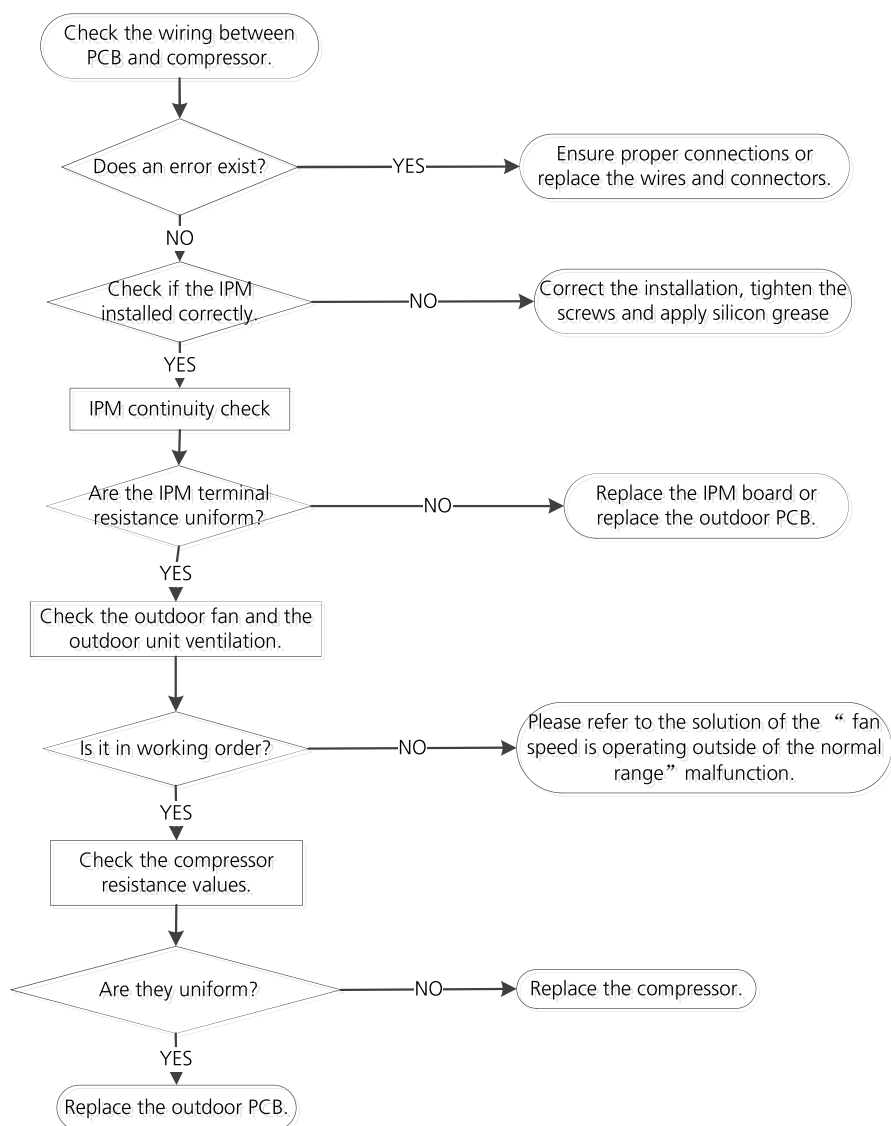 Check the wiring between
PCB and compressor.
Does an error exist?
YES
Ensure proper connections or
replace the wires and connectors.
NO
Check if the IPM
installed correctly.
NO
Correct the installation, tighten the
screws and apply silicon grease
YES
IPM continuity check
Are the IPM terminal
resistance uniform?
NO
Replace the IPM board or
replace the outdoor PCB.
YES
Check the outdoor fan and the
outdoor unit ventilation.
Is it in working order?
NO
Please refer to the solution of the “ fan
speed is operating outside of the normal
range” malfunction.
YES
Check the compressor
resistance values.
Are they uniform?
NO
Replace the compressor.
YES
Replace the outdoor PCB.